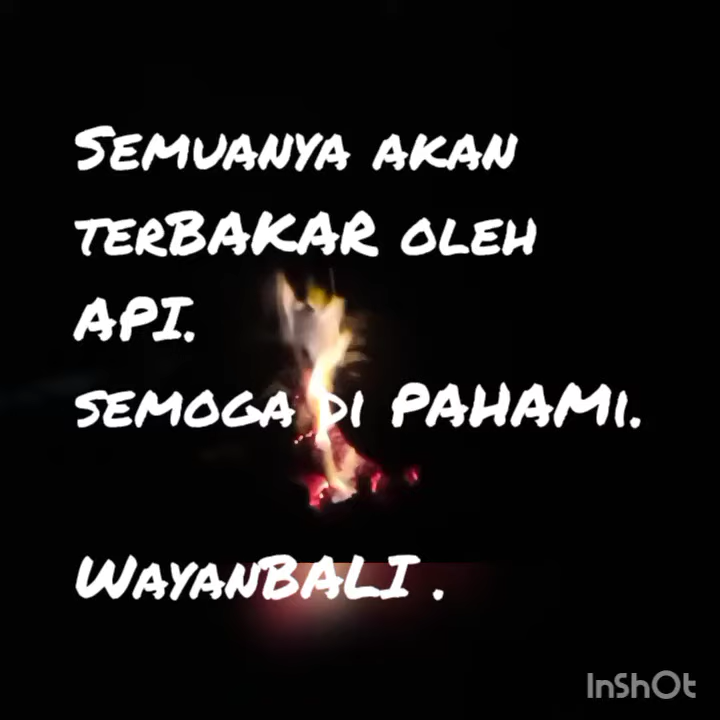 Semuanya akan
terBAKAR oleh
API.
semoga di PAHAMi.
WayanBALI .
InShOt